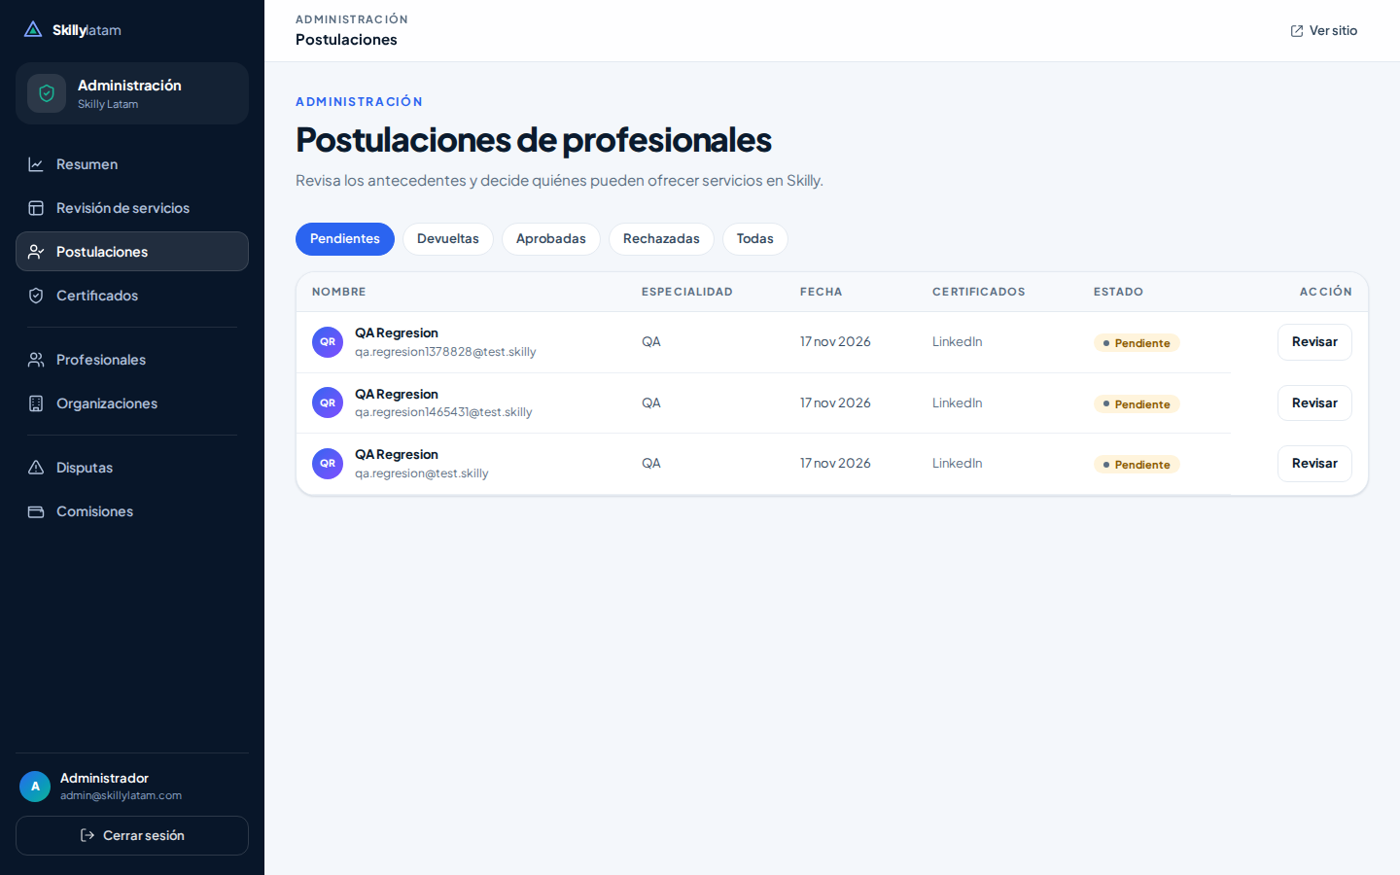 Skillylatam
Administración
Skilly Latam
Resumen
Revisión de servicios
Postulaciones
Certificados
Profesionales
Organizaciones
Disputas
Comisiones
A
Administrador
admin@skillylatam.com
Cerrar sesión
ADMINISTRACIÓN
Postulaciones
Ver sitio
ADMINISTRACIÓN
Postulaciones de profesionales
Revisa los antecedentes y decide quiénes pueden ofrecer servicios en Skilly.
Pendientes Devueltas Aprobadas Rechazadas Todas
NOMBRE ESPECIALIDAD FECHA CERTIFICADOS ESTADO ACCIÓN
QR QA Regresion QA 17 nov 2026 LinkedIn Pendiente Revisar
qa.regresion1378828@test.skilly
QR QA Regresion QA 17 nov 2026 LinkedIn Pendiente Revisar
qa.regresion1465431@test.skilly
QR QA Regresion QA 17 nov 2026 LinkedIn Pendiente Revisar
qa.regresion@test.skilly